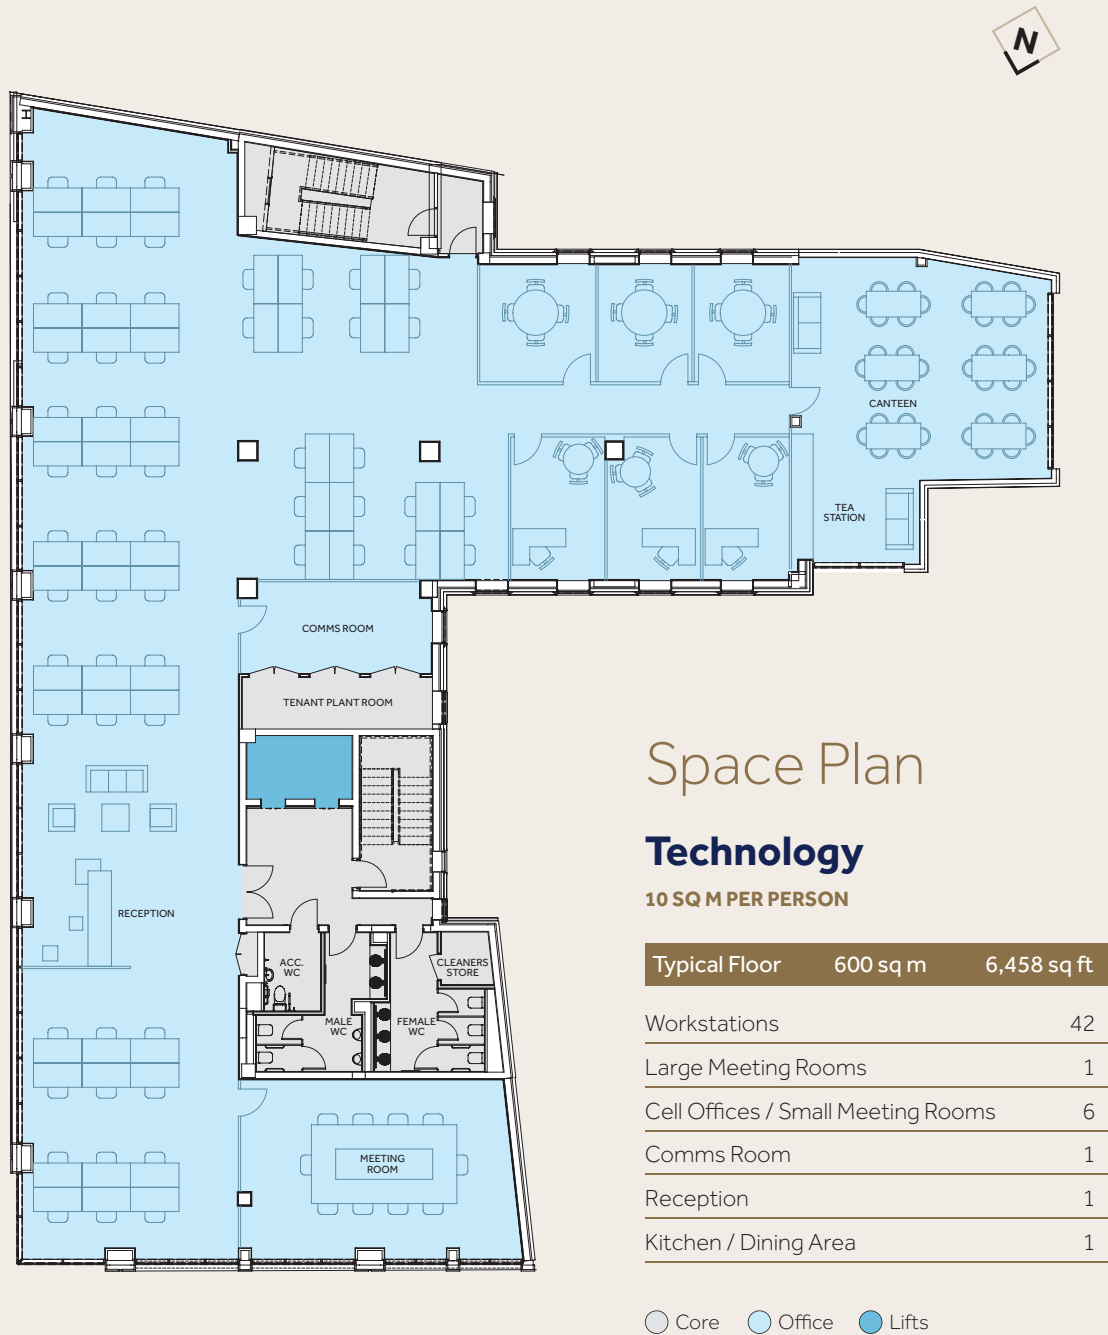 N
CANTEEN
TEA
STATION
COMMS ROOM
TENANT PLANT ROOM
RECEPTION
ACC.
WC
CLEANERS
STORE
MALE
WC
FEMALE
WC
MEETING
ROOM
Space Plan
Technology
10 SQ M PER PERSON
Typical Floor 600 sq m 6,458 sq ft
Workstations 42
Large Meeting Rooms 1
Cell Offices / Small Meeting Rooms 6
Comms Room 1
Reception 1
Kitchen / Dining Area 1
Core Office Lifts